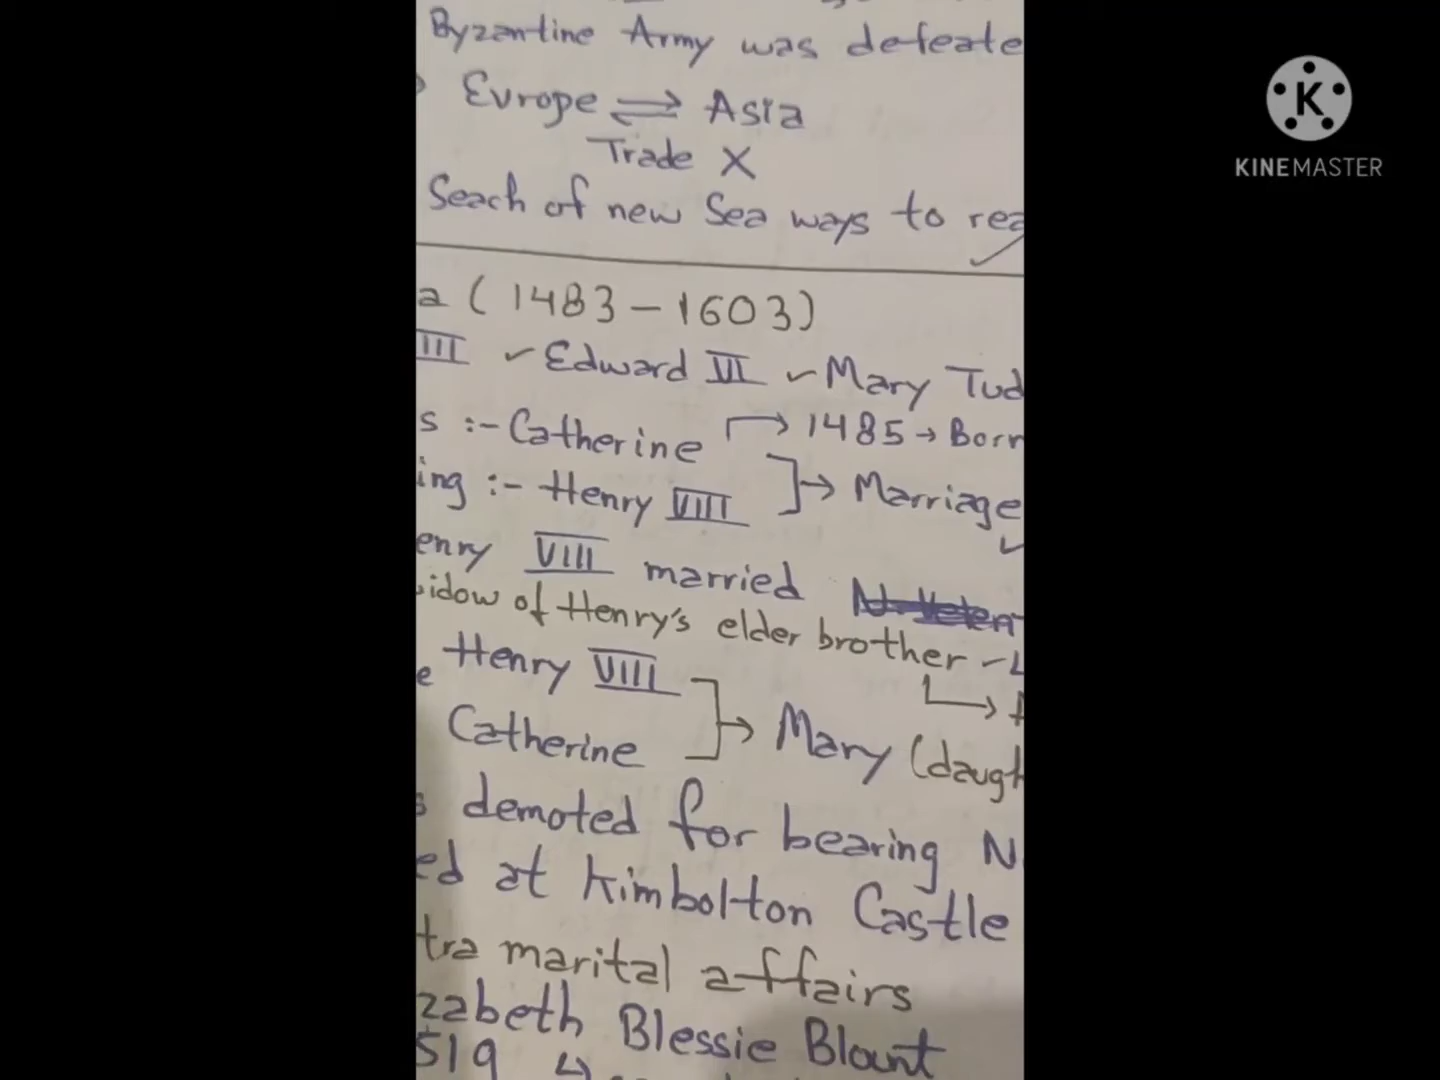 Byzantine Army was defeate
Evrope ⇌ Asia
Trade X
Seach of new Sea ways to rea
a (1483 – 1603)
III ✓ Edward VI ✓ Mary Tud
s :- Catherine → 1485 → Born
ing :- Henry VIII ] → Marriage
enry VIII married
idow of Henry's elder brother -
Henry VIII
e
Catherine ] → Mary (daugh
s demoted for bearing N
ed at Kimbolton Castle
tra marital affairs
zabeth Blessie Blount
519 ↳
K
KINEMASTER